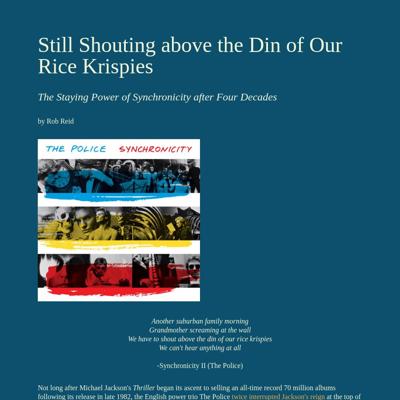 Still Shouting above the Din of Our
Rice Krispies
The Staying Power of Synchronicity after Four Decades
by Rob Reid
THE POLICE SYNCHRONICITY
Another suburban family morning
Grandmother screaming at the wall
We have to shout above the din of our rice krispies
We can't hear anything at all
-Synchronicity II (The Police)
Not long after Michael Jackson's Thriller began its ascent to selling an all-time record 70 million albums
following its release in late 1982, the English power trio The Police twice interrupted Jackson's reign at the top of